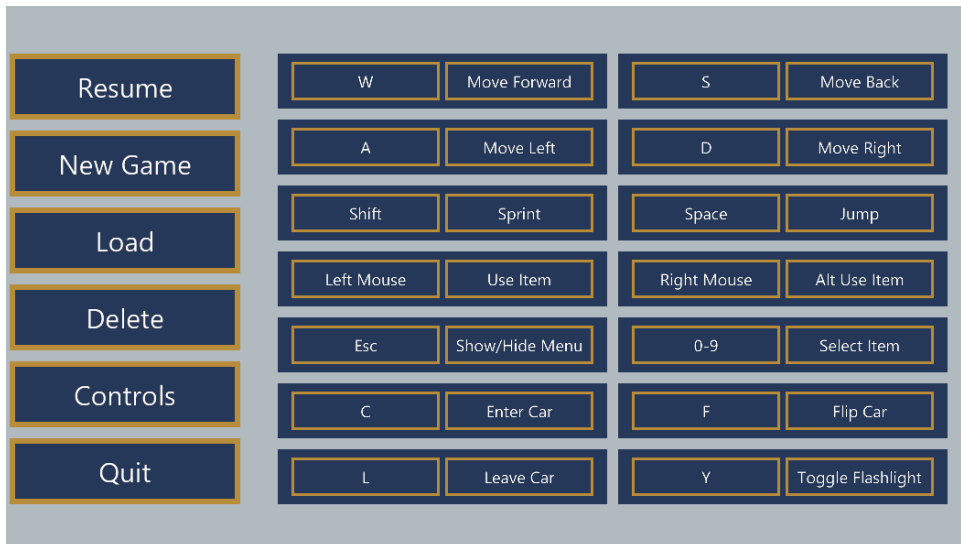 Resume
New Game
Load
Delete
Controls
Quit
W Move Forward S Move Back
A Move Left D Move Right
Shift Sprint Space Jump
Left Mouse Use Item Right Mouse Alt Use Item
Esc Show/Hide Menu 0-9 Select Item
C Enter Car F Flip Car
L Leave Car Y Toggle Flashlight